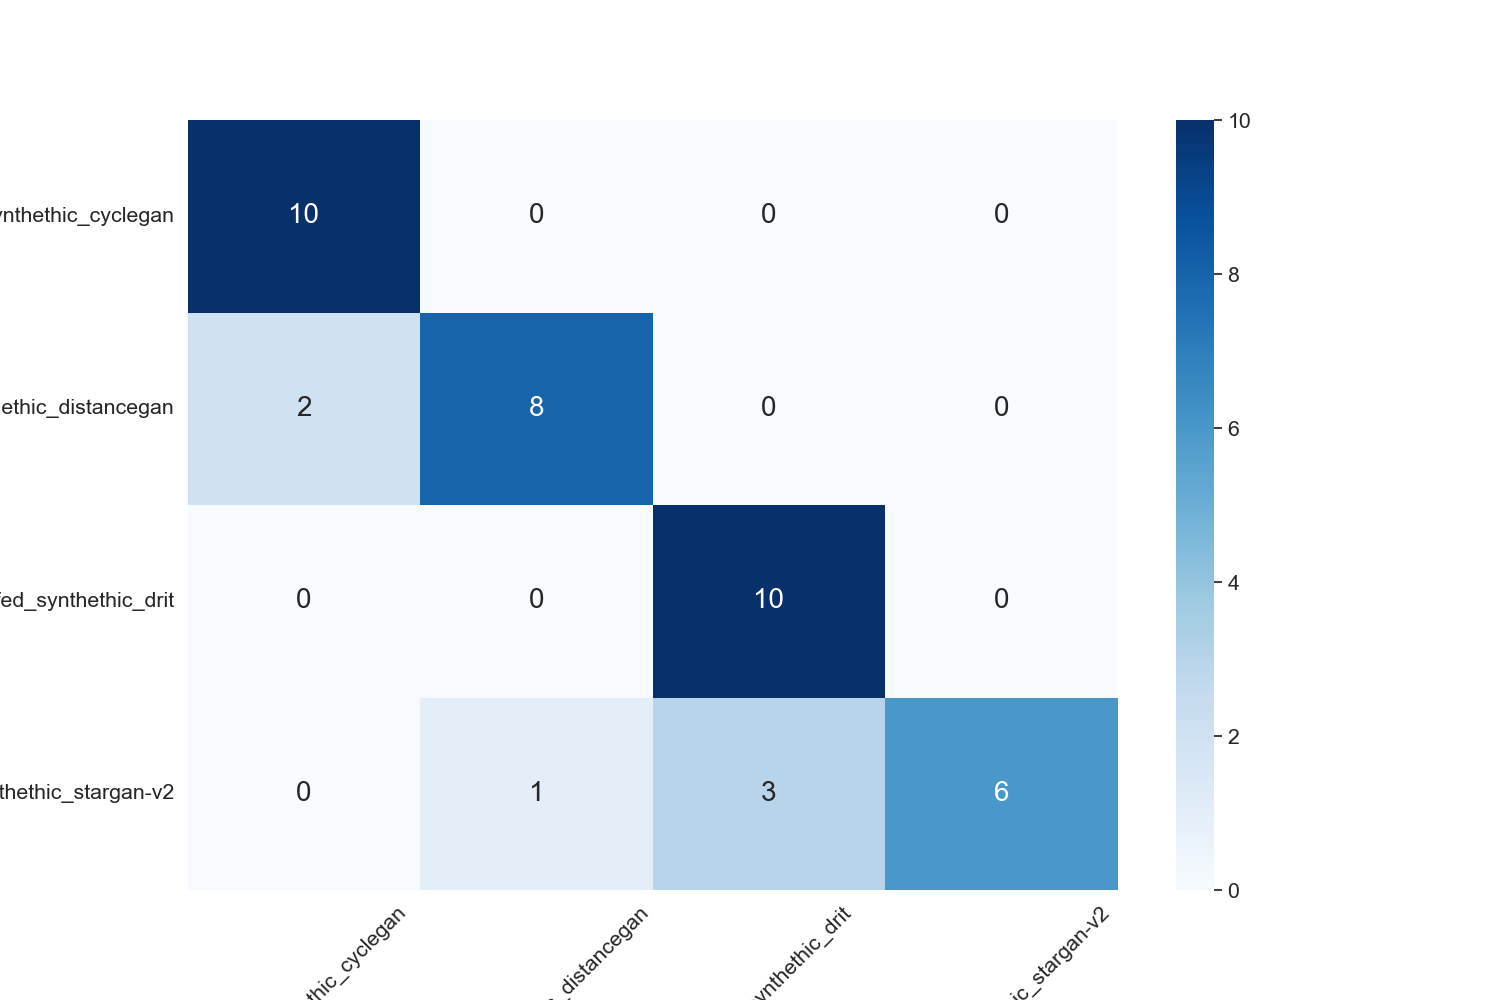 10
ynthethic_cyclegan 10 0 0 0
8
ethic_distancegan 2 8 0 0
6
fed_synthethic_drit 0 0 10 0
4
2
thethic_stargan-v2 0 1 3 6
0
thic_cyclegan
_distancegan
ynthethic_drit
ic_stargan-v2